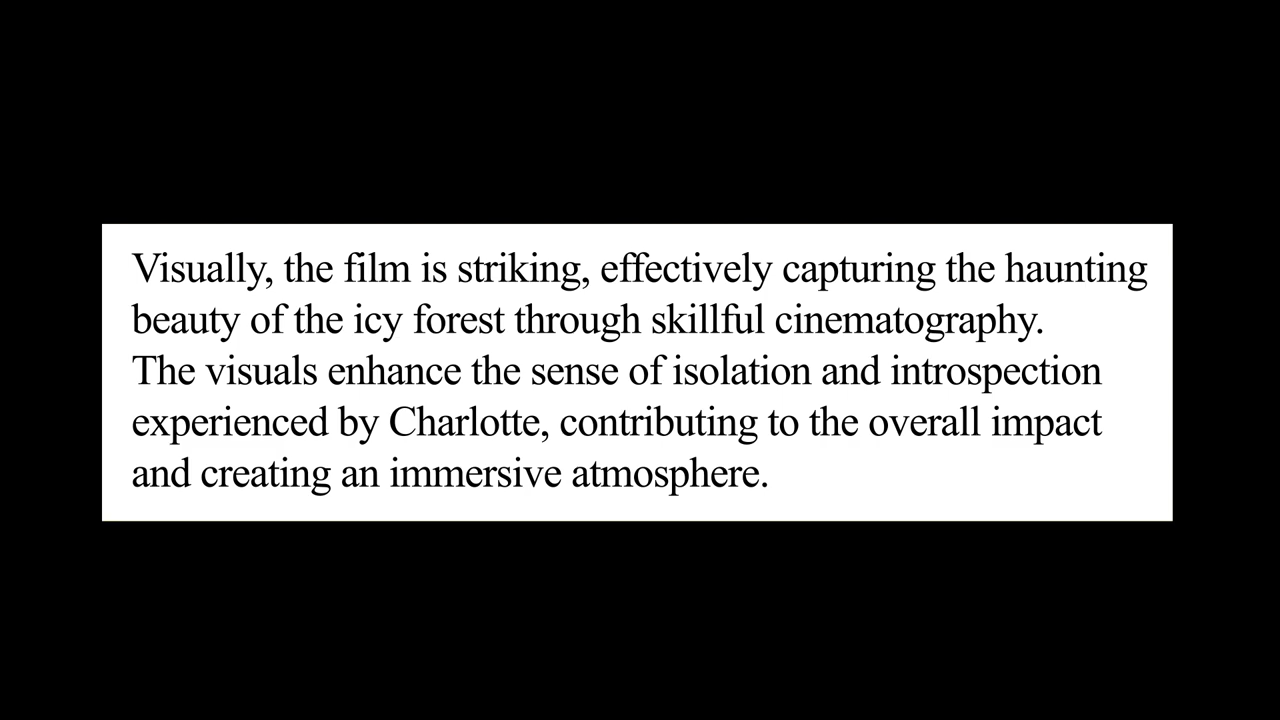 Visually, the film is striking, effectively capturing the haunting
beauty of the icy forest through skillful cinematography.
The visuals enhance the sense of isolation and introspection
experienced by Charlotte, contributing to the overall impact
and creating an immersive atmosphere.